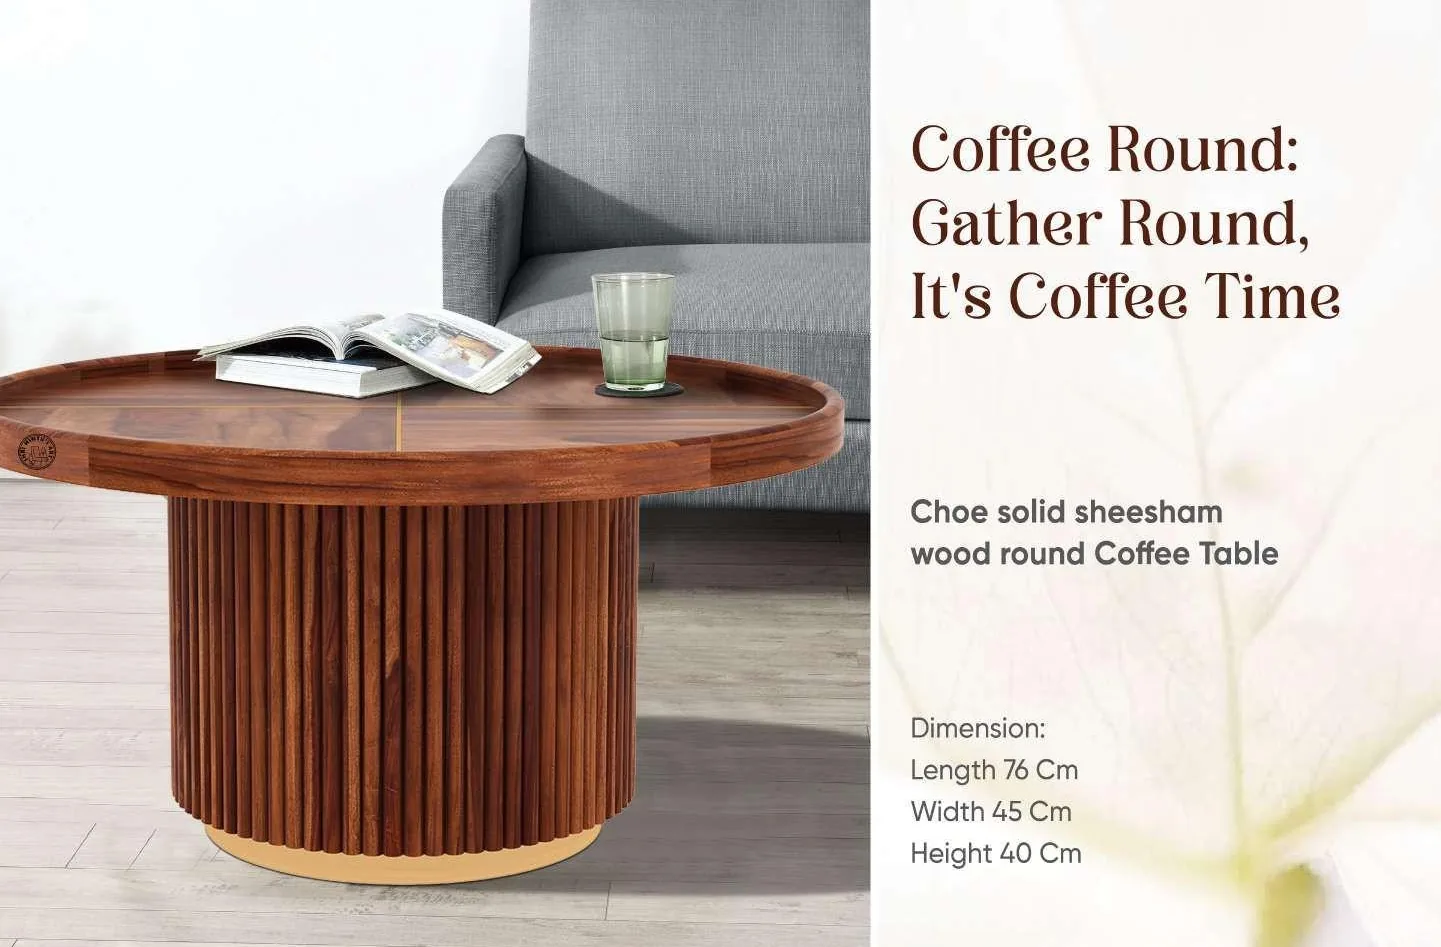 Coffee Round:
Gather Round,
It's Coffee Time
Choe solid sheesham
wood round Coffee Table
Dimension:
Length 76 Cm
Width 45 Cm
Height 40 Cm